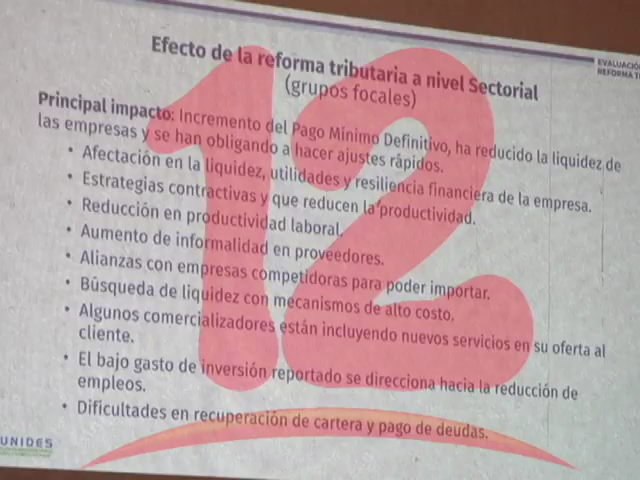 Efecto de la reforma tributaria a nivel Sectorial
(grupos focales)
EVALUACIÓ
REFORMA T
Principal impacto: Incremento del Pago Mínimo Definitivo, ha reducido la liquidez de
las empresas y se han obligando a hacer ajustes rápidos.
• Afectación en la liquidez, utilidades y resiliencia financiera de la empresa.
• Estrategias contractivas y que reducen la productividad.
• Reducción en productividad laboral.
• Aumento de informalidad en proveedores.
• Alianzas con empresas competidoras para poder importar.
• Búsqueda de liquidez con mecanismos de alto costo.
• Algunos comercializadores están incluyendo nuevos servicios en su oferta al
cliente.
• El bajo gasto de inversión reportado se direcciona hacia la reducción de
empleos.
• Dificultades en recuperación de cartera y pago de deudas.
12
UNIDES